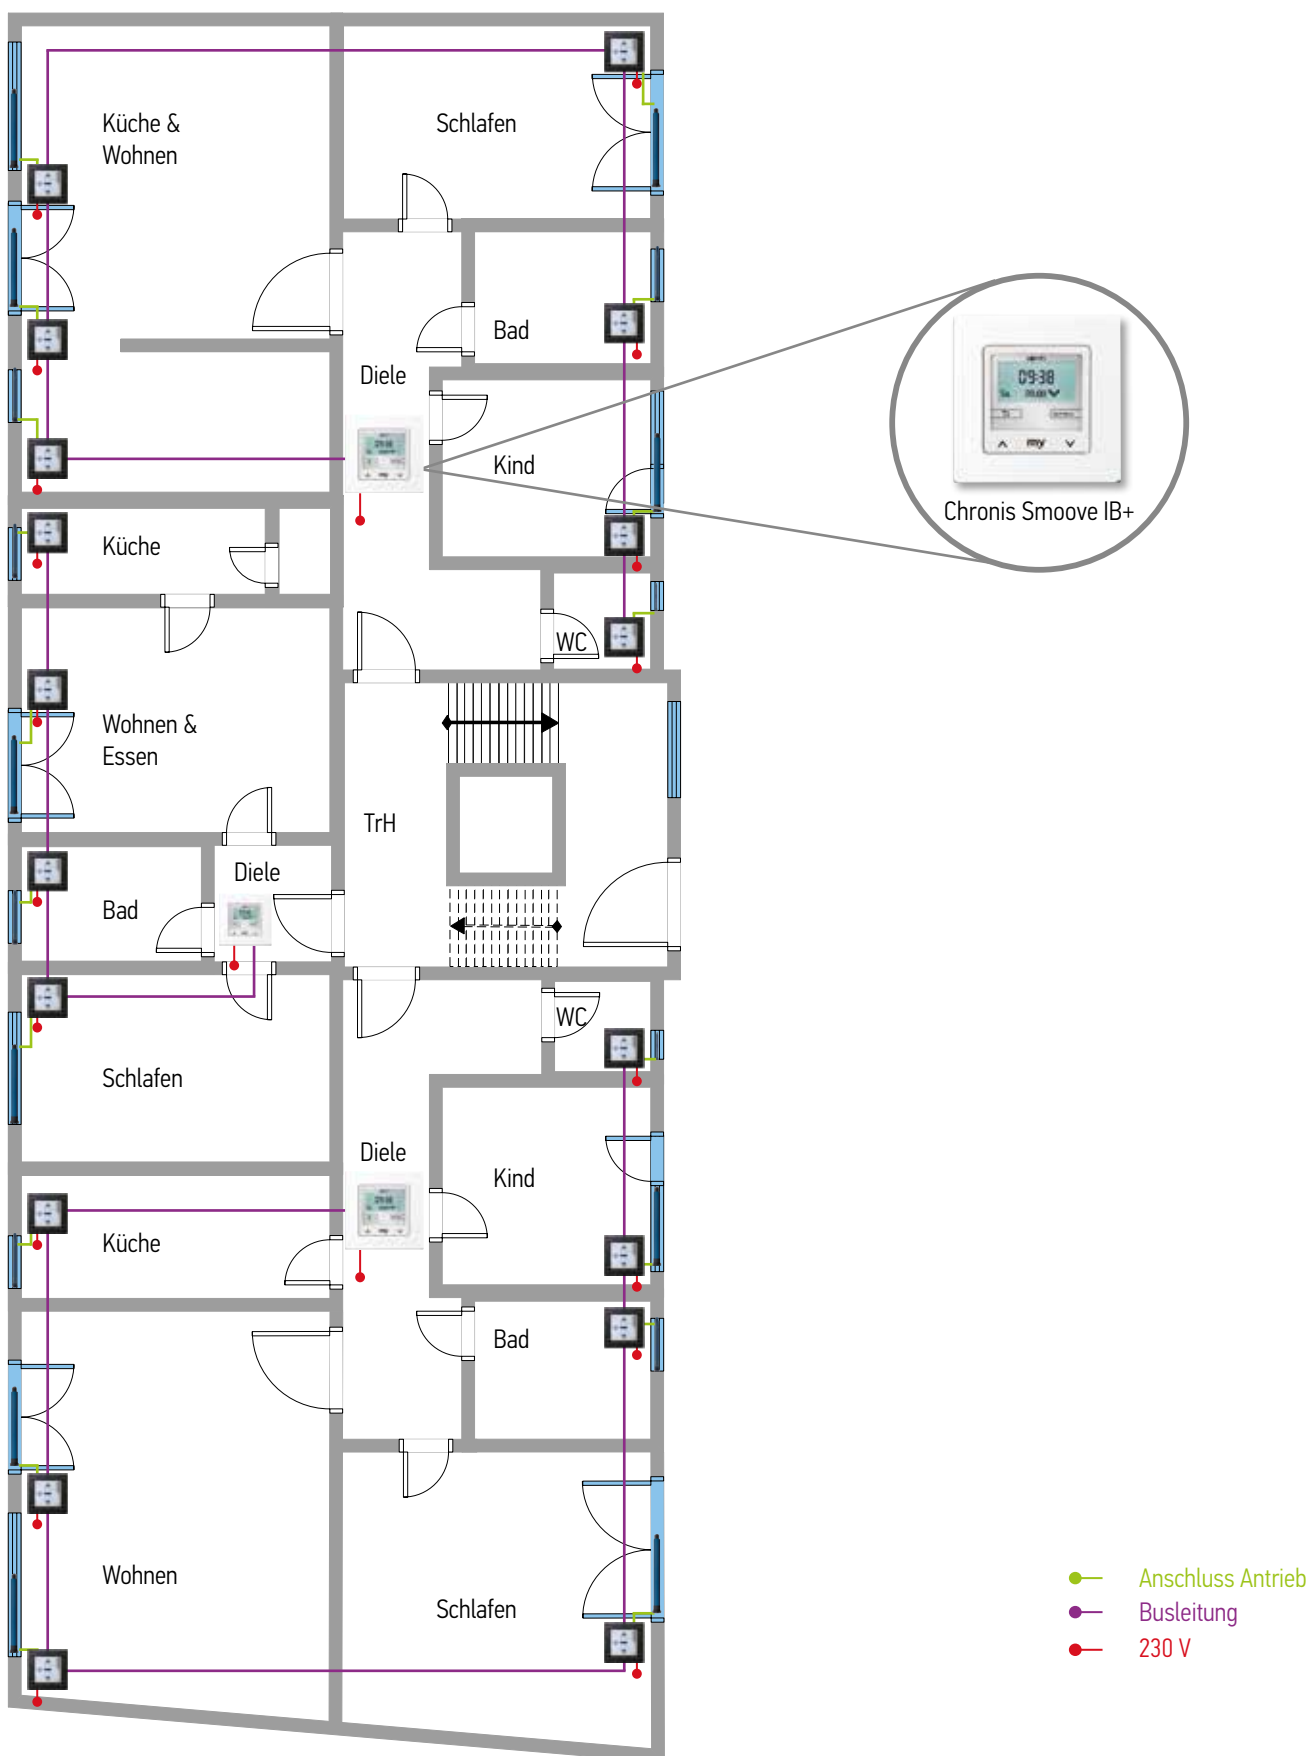 Küche &
Wohnen
Schlafen
Bad
Diele
Kind
09:38
my
Chronis Smoove IB+
Küche
WC
Wohnen &
Essen
TrH
Diele
Bad
WC
Schlafen
Diele
Kind
Küche
Bad
Wohnen
Schlafen
Anschluss Antrieb
Busleitung
230 V